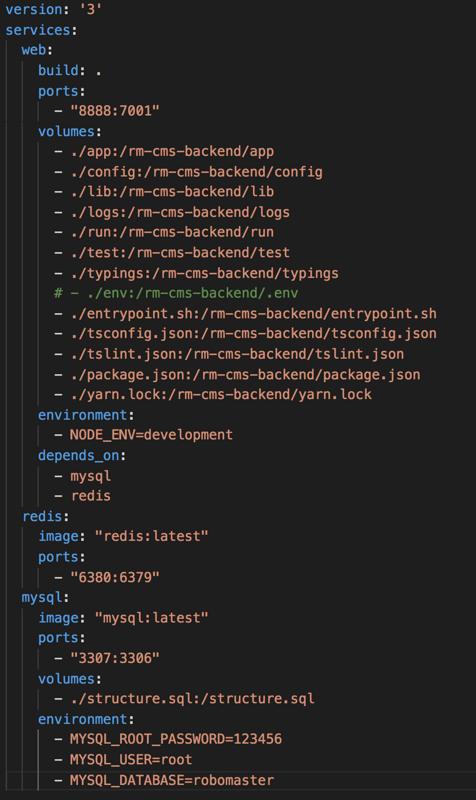 version: '3'
services:
  web:
    build: .
    ports:
      - "8888:7001"
    volumes:
      - ./app:/rm-cms-backend/app
      - ./config:/rm-cms-backend/config
      - ./lib:/rm-cms-backend/lib
      - ./logs:/rm-cms-backend/logs
      - ./run:/rm-cms-backend/run
      - ./test:/rm-cms-backend/test
      - ./typings:/rm-cms-backend/typings
      # - ./env:/rm-cms-backend/.env
      - ./entrypoint.sh:/rm-cms-backend/entrypoint.sh
      - ./tsconfig.json:/rm-cms-backend/tsconfig.json
      - ./tslint.json:/rm-cms-backend/tslint.json
      - ./package.json:/rm-cms-backend/package.json
      - ./yarn.lock:/rm-cms-backend/yarn.lock
    environment:
      - NODE_ENV=development
    depends_on:
      - mysql
      - redis
  redis:
    image: "redis:latest"
    ports:
      - "6380:6379"
  mysql:
    image: "mysql:latest"
    ports:
      - "3307:3306"
    volumes:
      - ./structure.sql:/structure.sql
    environment:
      - MYSQL_ROOT_PASSWORD=123456
      - MYSQL_USER=root
      - MYSQL_DATABASE=robomaster